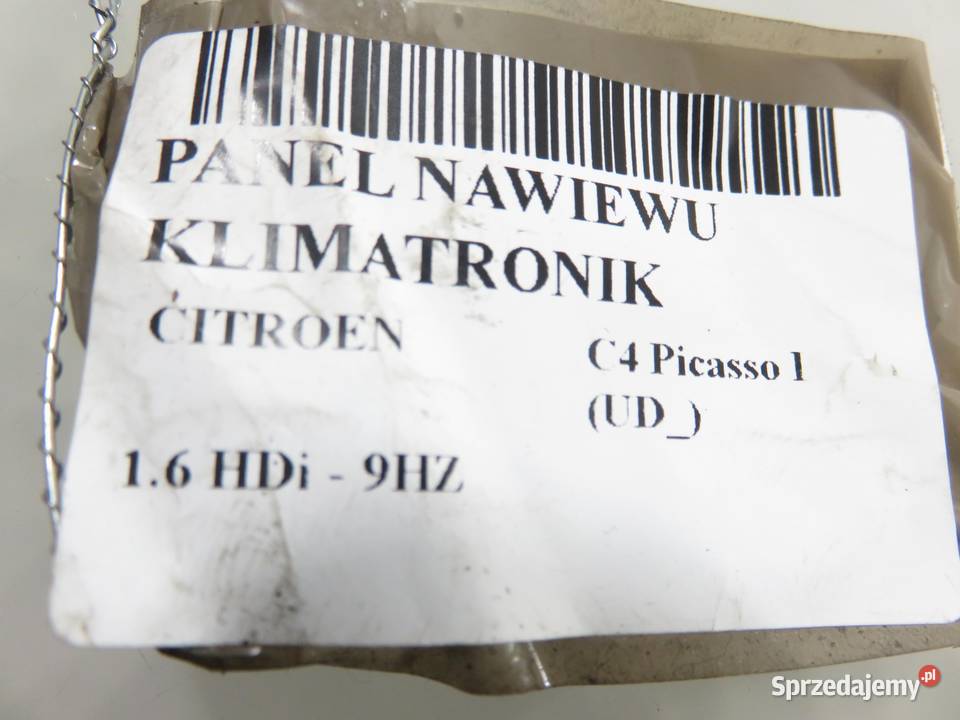 PANEL NAWIEWU
KLIMATRONIK
CITROEN
C4 Picasso I
(UD_)
1.6 HDi - 9HZ
Sprzedajemy.pl